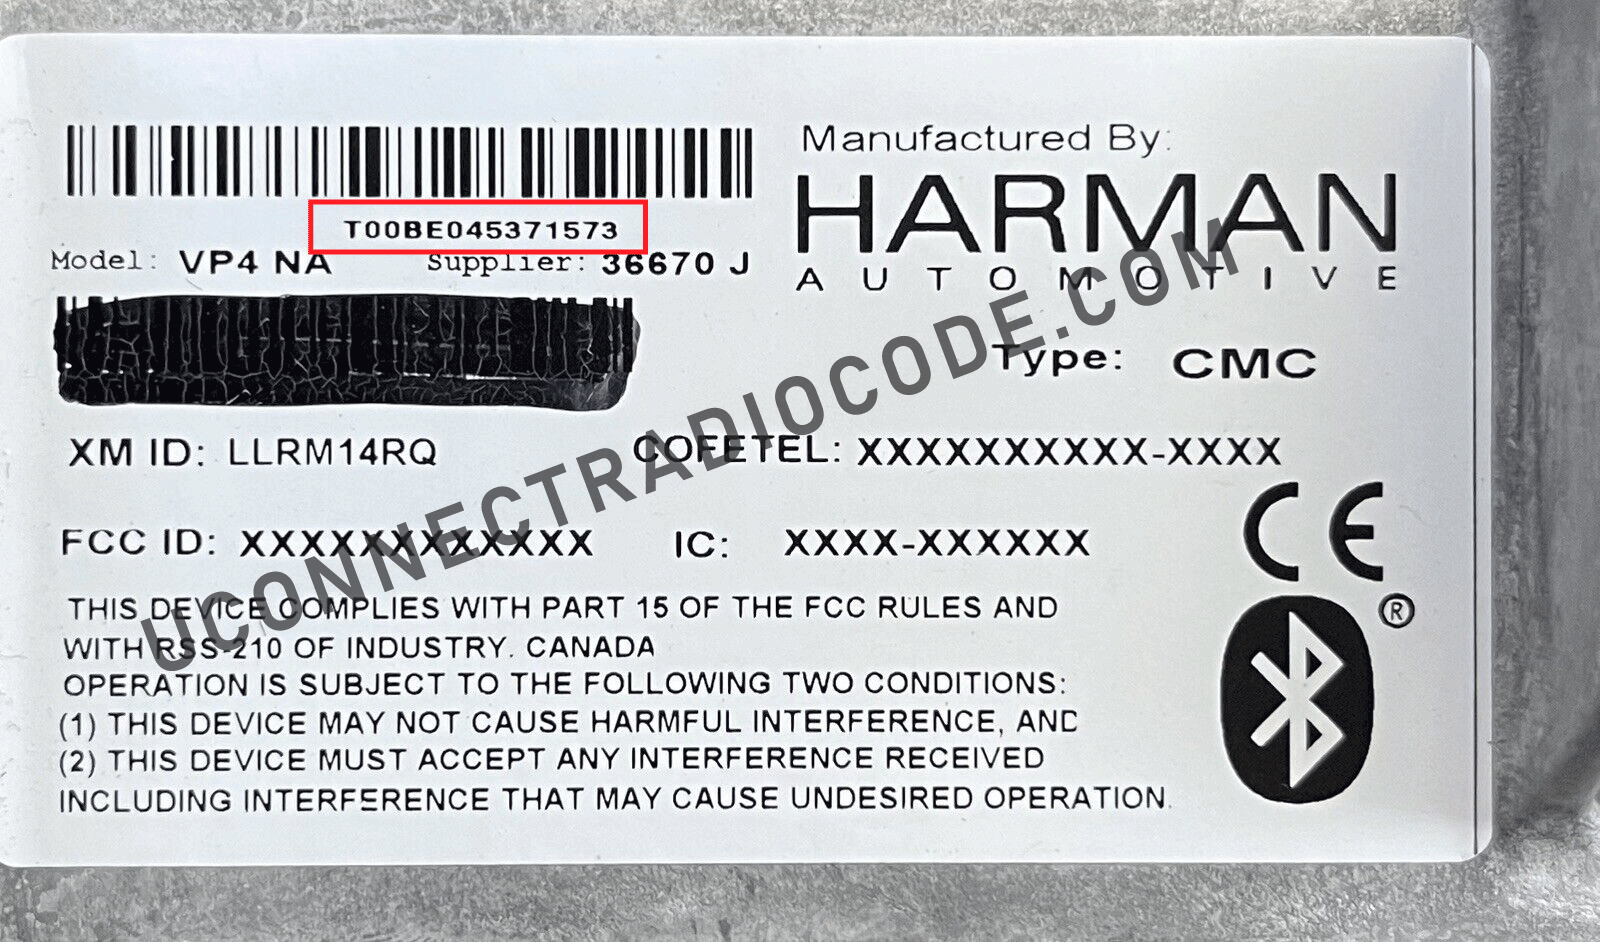 Manufactured By:
HARMAN
AUTOMOTIVE
T00BE045371573
Model: VP4 NA Supplier: 36670 J
Type: CMC
XM ID: LLRM14RQ COFETEL: XXXXXXXXXX-XXXX
FCC ID: XXXXXXXXXXXX IC: XXXX-XXXXXX
CE
®
THIS DEVICE COMPLIES WITH PART 15 OF THE FCC RULES AND
WITH RSS-210 OF INDUSTRY. CANADA
OPERATION IS SUBJECT TO THE FOLLOWING TWO CONDITIONS:
(1) THIS DEVICE MAY NOT CAUSE HARMFUL INTERFERENCE, AND
(2) THIS DEVICE MUST ACCEPT ANY INTERFERENCE RECEIVED
INCLUDING INTERFERENCE THAT MAY CAUSE UNDESIRED OPERATION.
UCONNECTRADIOCODE.COM